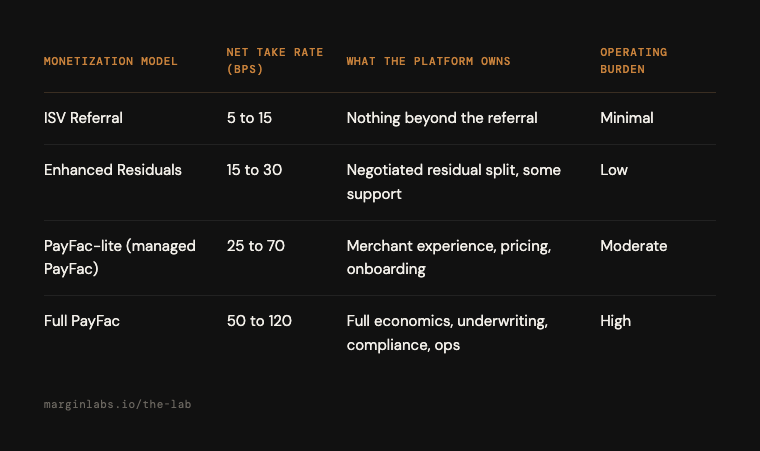 MONETIZATION MODEL
NET TAKE RATE
(BPS)
WHAT THE PLATFORM OWNS
OPERATING
BURDEN
ISV Referral
5 to 15
Nothing beyond the referral
Minimal
Enhanced Residuals
15 to 30
Negotiated residual split, some
support
Low
PayFac-lite (managed
PayFac)
25 to 70
Merchant experience, pricing,
onboarding
Moderate
Full PayFac
50 to 120
Full economics, underwriting,
compliance, ops
High
marginlabs.io/the-lab